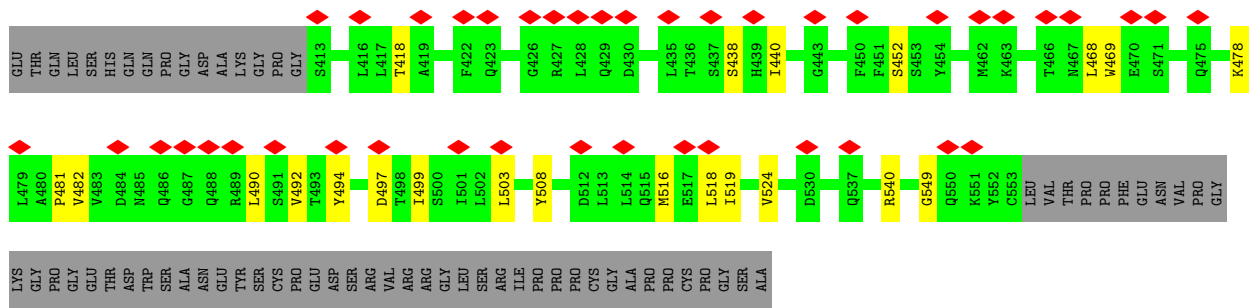 GLU THR GLN LEU SER HIS GLN GLN PRO GLY ASP ALA LYS GLY PRO GLY S413 L416 L417 T418 A419 F422 Q423 G426 R427 L428 Q429 D430 L435 T436 S437 S438 H439 I440 G443 F450 F451 S452 S453 Y454 M462 K463 T466 N467 L468 W469 E470 S471 Q475 K478
L479 A480 P481 V482 V483 D484 N485 Q486 G487 Q488 R489 L490 S491 V492 T493 Y494 D497 T498 I499 S500 I501 L502 L503 Y508 D512 L513 L514 Q515 M516 E517 L518 I519 V524 D530 Q537 R540 G549 Q550 K551 Y552 C553 LEU VAL THR PRO PRO PHE GLU ASN VAL PRO GLY
LYS GLY PRO GLY GLU THR ASP TRP SER ALA ASN GLU TYR SER CYS PRO GLU ASP SER ARG VAL ARG ARG GLY LEU SER ARG ILE PRO PRO PRO CYS GLY ALA PRO PRO CYS PRO GLY SER ALA